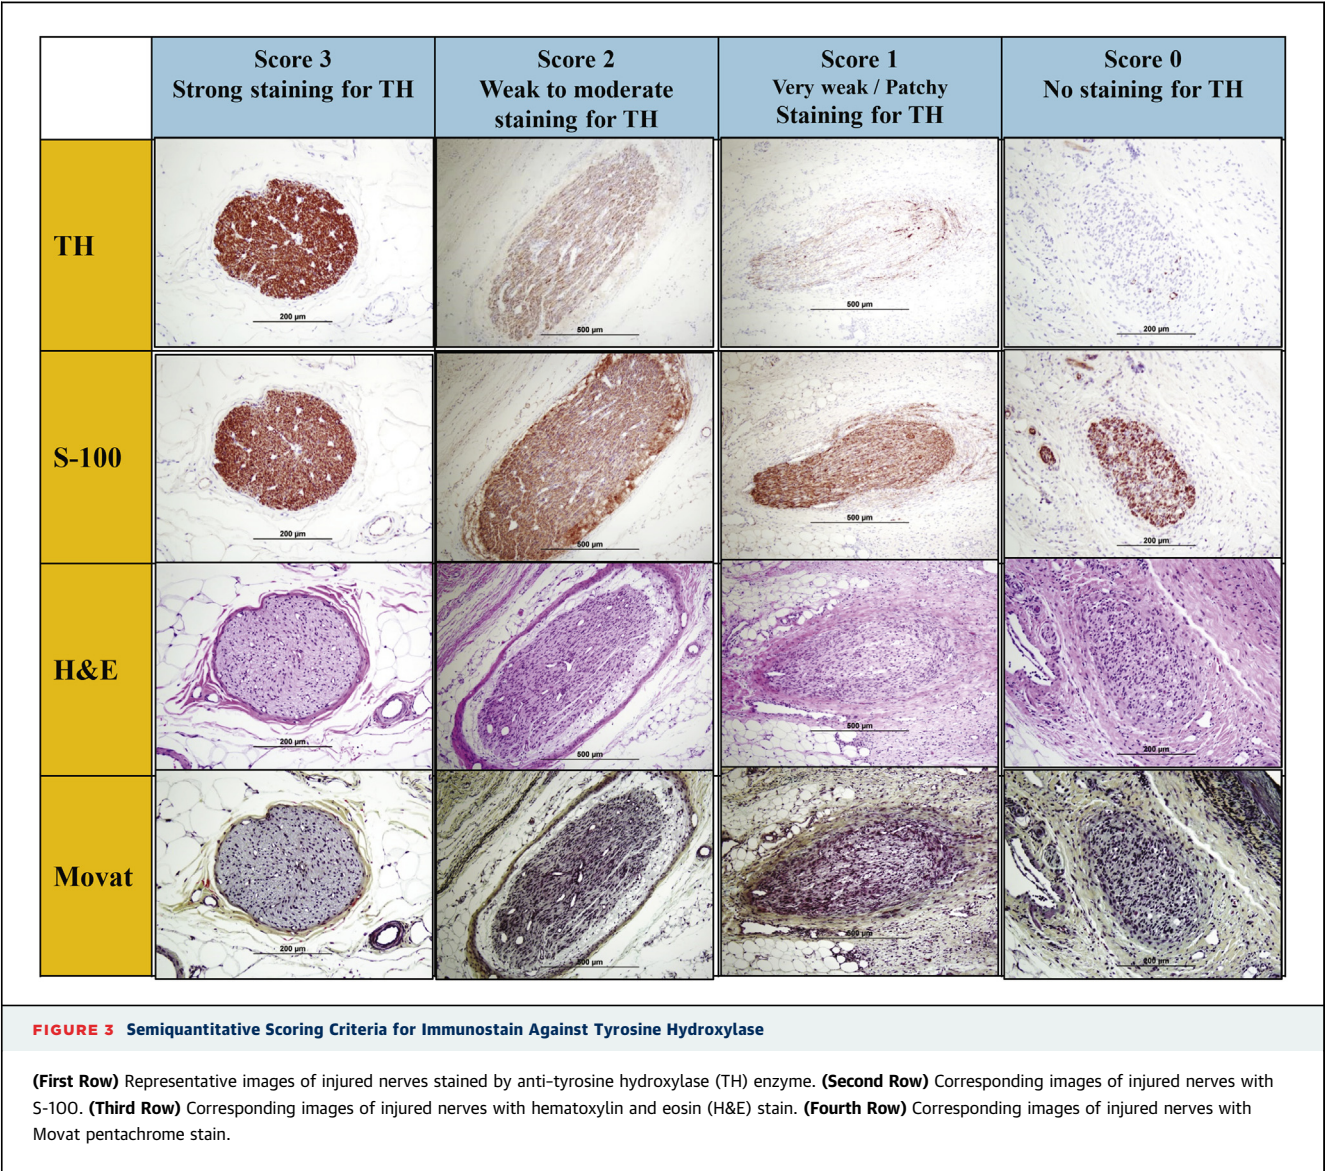 Score 3
Strong staining for TH
Score 2
Weak to moderate
staining for TH
Score 1
Very weak / Patchy
Staining for TH
Score 0
No staining for TH
TH
200 µm
500 µm
500 µm
200 µm
S-100
200 µm
500 µm
500 µm
200 µm
H&E
200 µm
500 µm
500 µm
200 µm
Movat
200 µm
500 µm
500 µm
200 µm
FIGURE 3 Semiquantitative Scoring Criteria for Immunostain Against Tyrosine Hydroxylase
(First Row) Representative images of injured nerves stained by anti-tyrosine hydroxylase (TH) enzyme. (Second Row) Corresponding images of injured nerves with
S-100. (Third Row) Corresponding images of injured nerves with hematoxylin and eosin (H&E) stain. (Fourth Row) Corresponding images of injured nerves with
Movat pentachrome stain.